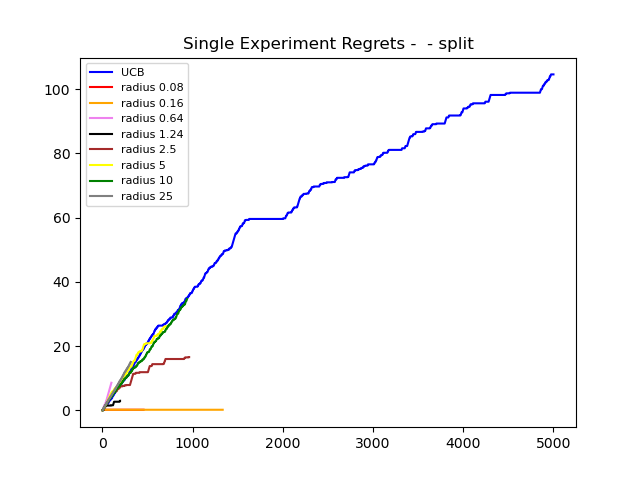 Single Experiment Regrets -  - split
UCB
radius 0.08
radius 0.16
radius 0.64
radius 1.24
radius 2.5
radius 5
radius 10
radius 25
100
80
60
40
20
0
0 1000 2000 3000 4000 5000